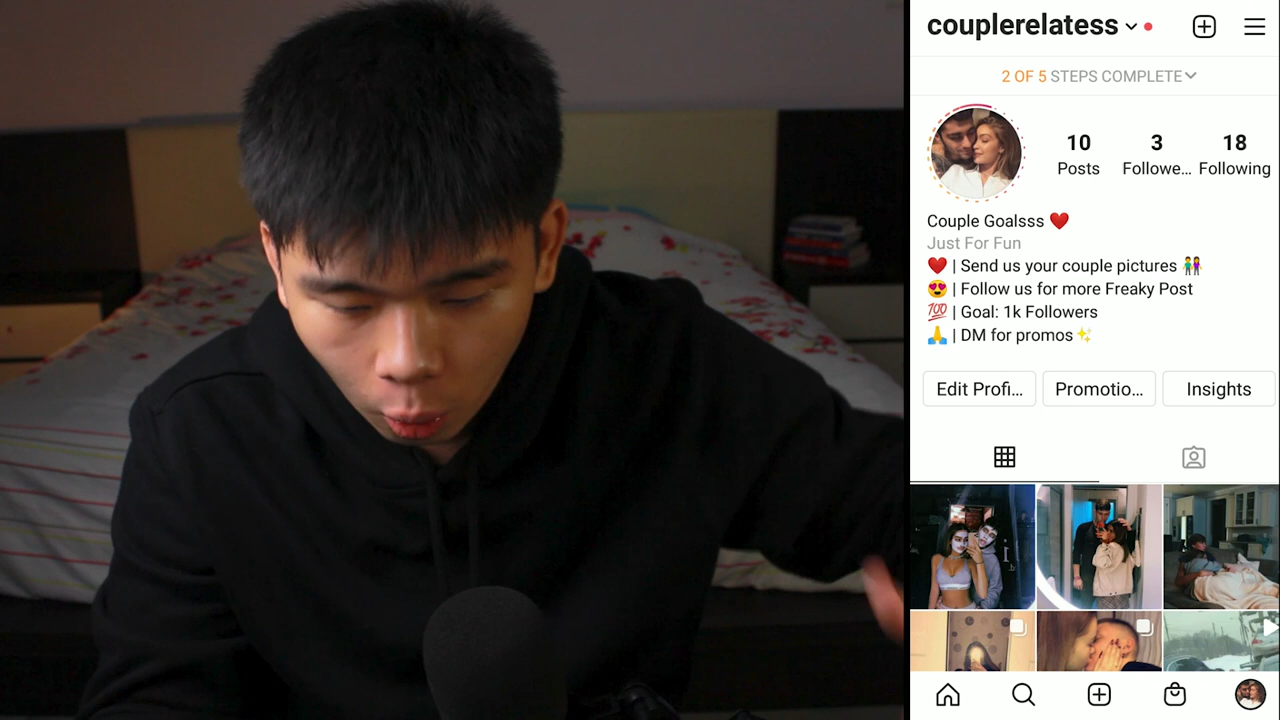 couplerelatess
2 OF 5 STEPS COMPLETE
10 3 18
Posts Followe... Following
Couple Goalsss ❤️
Just For Fun
❤️ | Send us your couple pictures 👫
😍 | Follow us for more Freaky Post
💯 | Goal: 1k Followers
🙏 | DM for promos✨
Edit Profi... Promotio... Insights